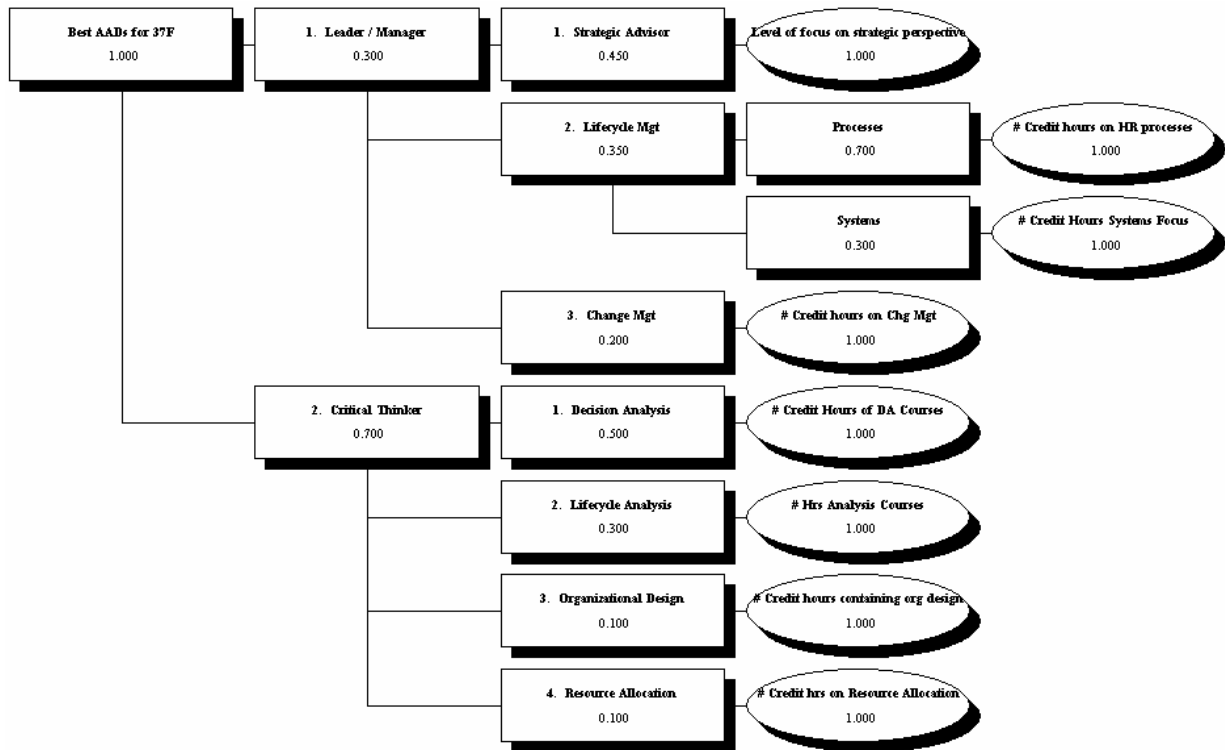 Best AADs for 37F
1.000
1. Leader / Manager
0.300
1. Strategic Advisor
0.450
Level of focus on strategic perspective
1.000
2. Lifecycle Mgt
0.350
Processes
0.700
# Credit hours on HR processes
1.000
Systems
0.300
# Credit Hours Systems Focus
1.000
3. Change Mgt
0.200
# Credit hours on Chg Mgt
1.000
2. Critical Thinker
0.700
1. Decision Analysis
0.500
# Credit Hours of DA Courses
1.000
2. Lifecycle Analysis
0.300
# Hrs Analysis Courses
1.000
3. Organizational Design
0.100
# Credit hours containing org design
1.000
4. Resource Allocation
0.100
# Credit hrs on Resource Allocation
1.000